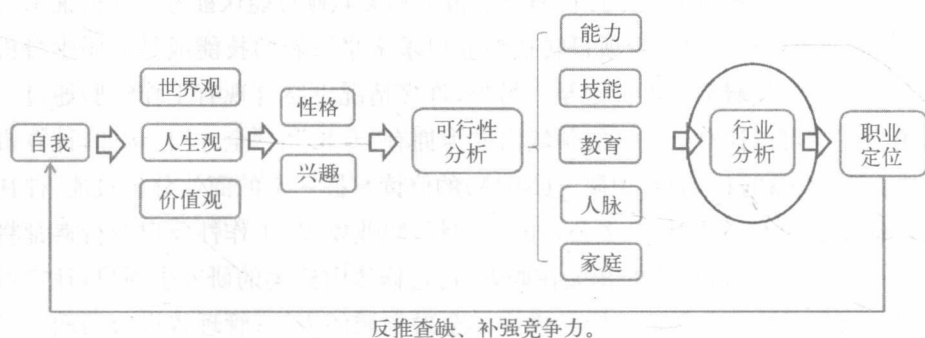 自我
世界观
人生观
价值观
性格
兴趣
可行性
分析
能力
技能
教育
人脉
家庭
行业
分析
职业
定位
反推查缺、补强竞争力。